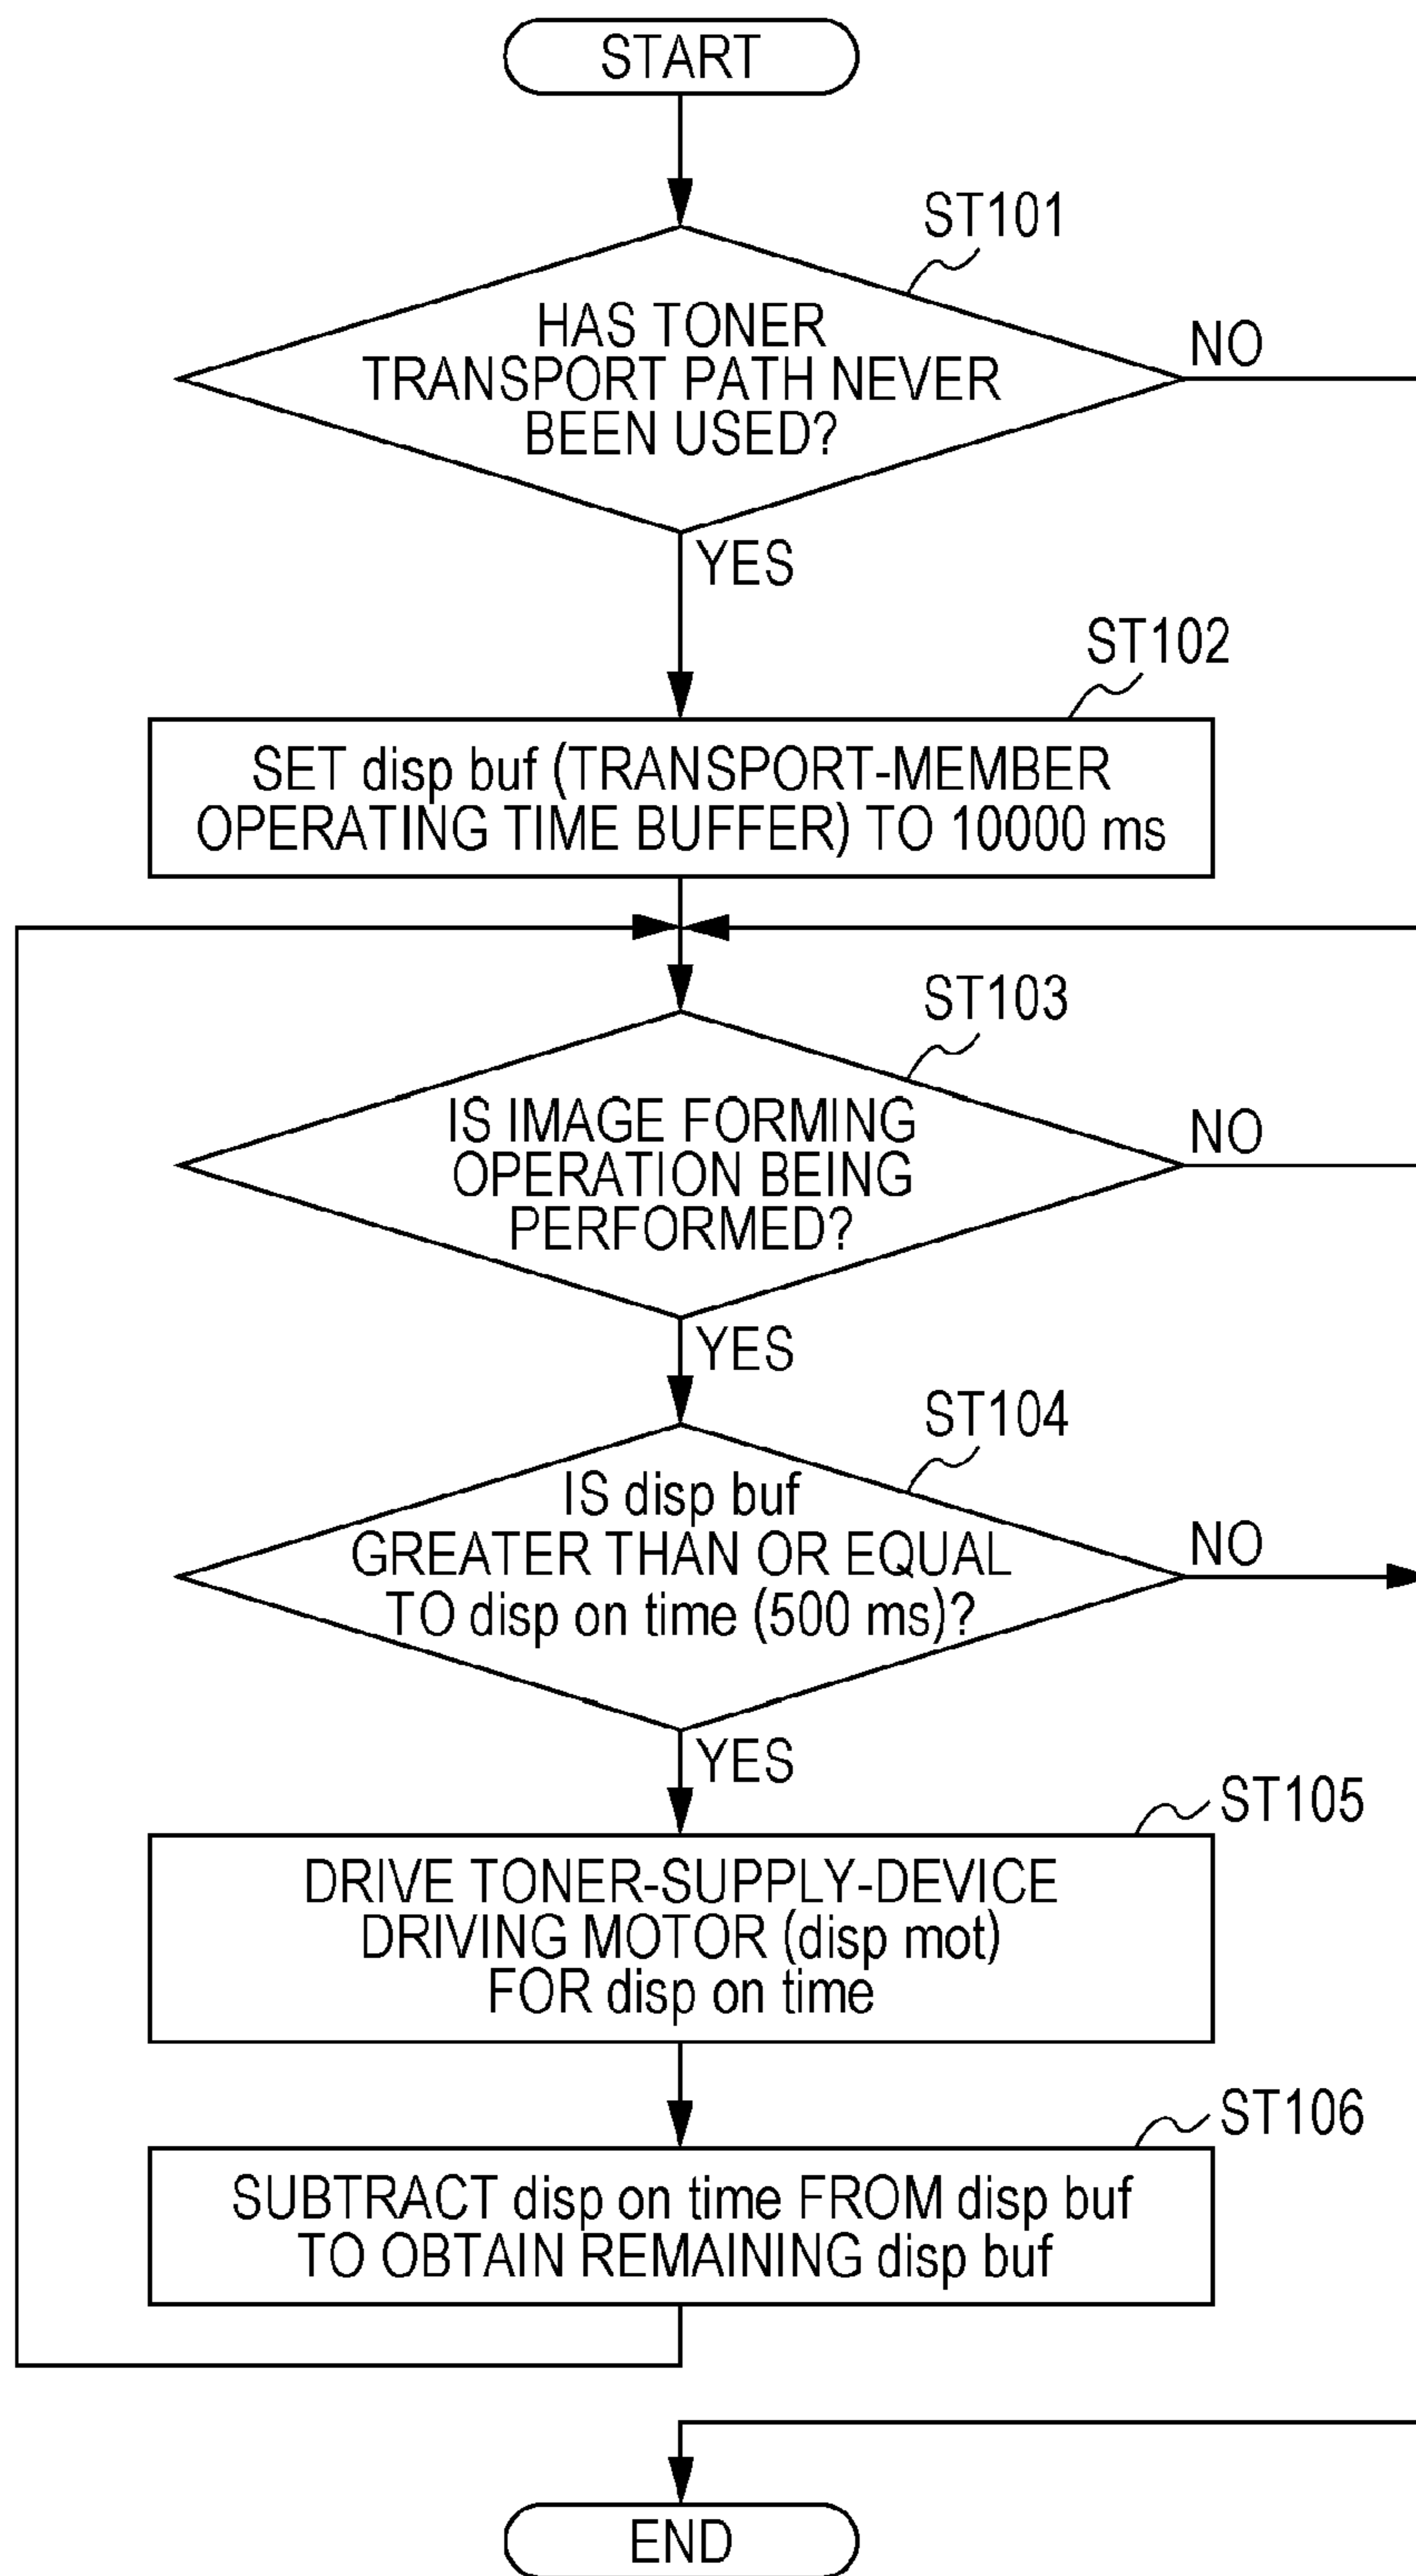 START
ST101
HAS TONER
TRANSPORT PATH NEVER
BEEN USED?
NO
YES
ST102
SET disp buf (TRANSPORT-MEMBER
OPERATING TIME BUFFER) TO 10000 ms
ST103
IS IMAGE FORMING
OPERATION BEING
PERFORMED?
NO
YES
ST104
IS disp buf
GREATER THAN OR EQUAL
TO disp on time (500 ms)?
NO
YES
ST105
DRIVE TONER-SUPPLY-DEVICE
DRIVING MOTOR (disp mot)
FOR disp on time
ST106
SUBTRACT disp on time FROM disp buf
TO OBTAIN REMAINING disp buf
END